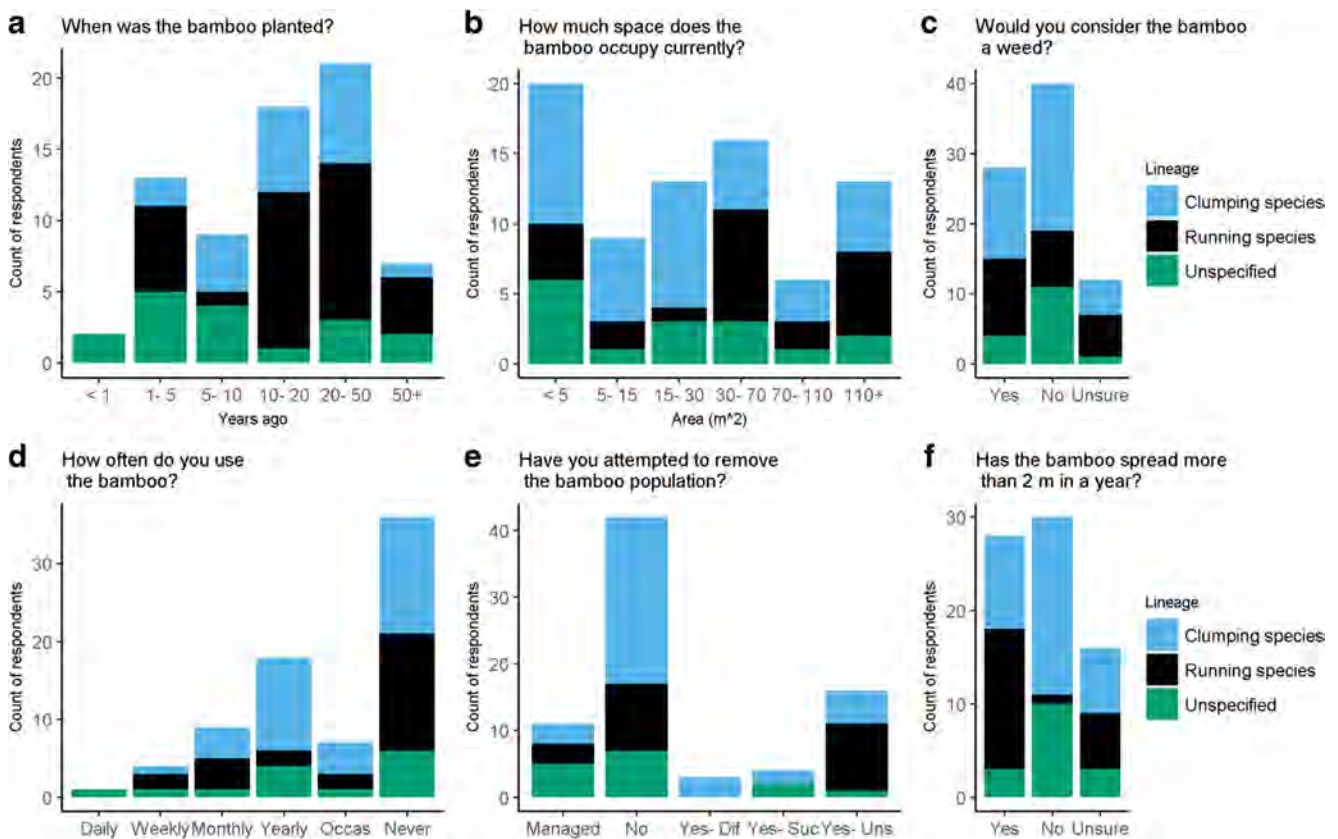 a
When was the bamboo planted?
Count of respondents
20
15
10
5
0
< 1
1- 5
5- 10
10- 20
20- 50
50+
Years ago
b
How much space does the
bamboo occupy currently?
Count of respondents
20
15
10
5
0
< 5
5- 15
15- 30
30- 70
70- 110
110+
Area (m^2)
c
Would you consider the bamboo
a weed?
Count of respondents
40
30
20
10
0
Yes
No
Unsure
Lineage
Clumping species
Running species
Unspecified
d
How often do you use
the bamboo?
Count of respondents
30
20
10
0
Daily
Weekly
Monthly
Yearly
Occas
Never
e
Have you attempted to remove
the bamboo population?
Count of respondents
40
30
20
10
0
Managed
No
Yes- Dif
Yes- Suc
Yes- Uns
f
Has the bamboo spread more
than 2 m in a year?
Count of respondents
30
20
10
0
Yes
No
Unsure
Lineage
Clumping species
Running species
Unspecified